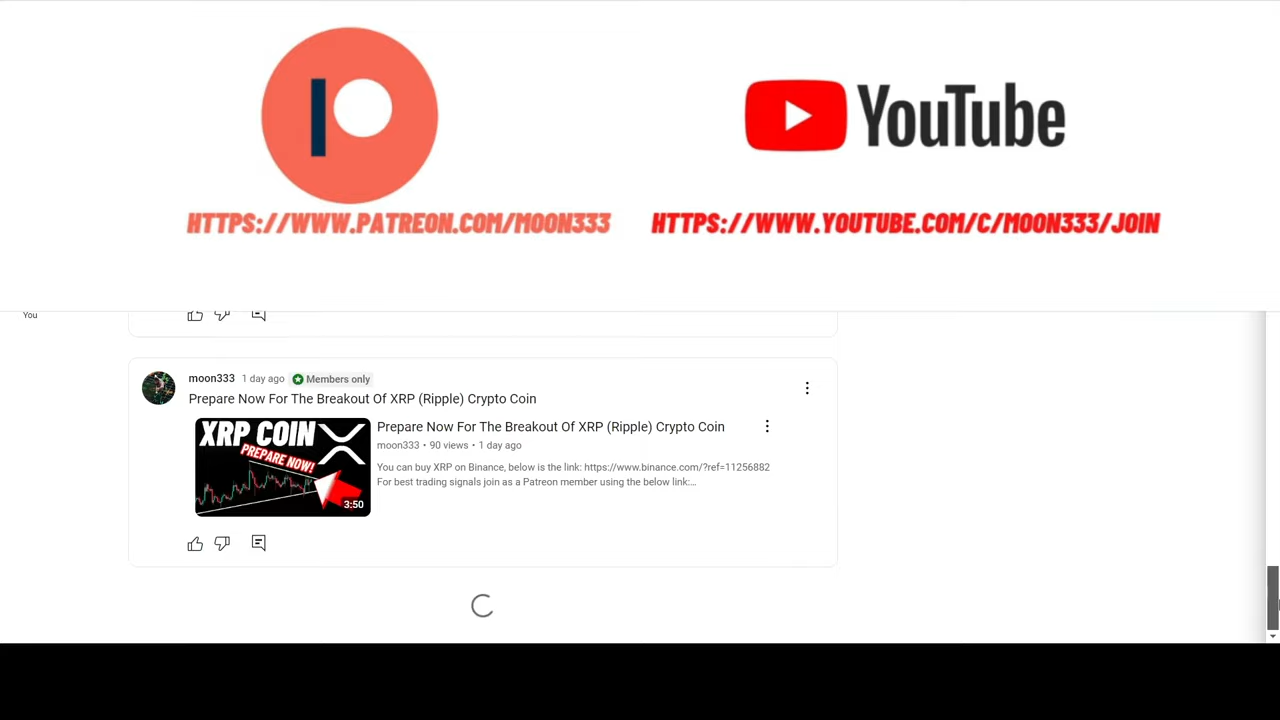 YouTube
HTTPS://WWW.PATREON.COM/MOON333
HTTPS://WWW.YOUTUBE.COM/C/MOON333/JOIN
You
moon333 1 day ago Members only
Prepare Now For The Breakout Of XRP (Ripple) Crypto Coin
XRP COIN
PREPARE NOW!
3:50
Prepare Now For The Breakout Of XRP (Ripple) Crypto Coin
moon333 • 90 views • 1 day ago
You can buy XRP on Binance, below is the link: https://www.binance.com/?ref=11256882
For best trading signals join as a Patreon member using the below link:...